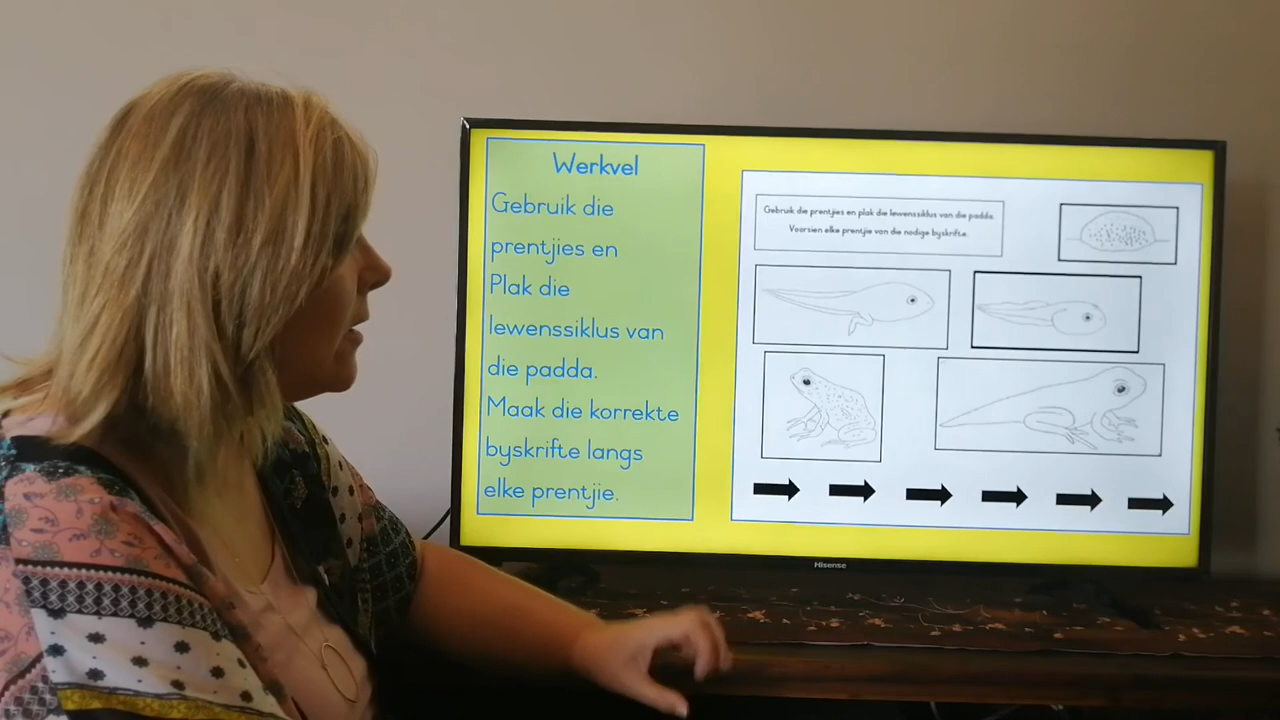 Werkvel
Gebruik die
prentjies en
Plak die
lewenssiklus van
die padda.
Maak die korrekte
byskrifte langs
elke prentjie.
Gebruik die prentjies en plak die lewenssiklus van die padda.
Voorsien elke prentjie van die nodige byskrifte.
Hisense